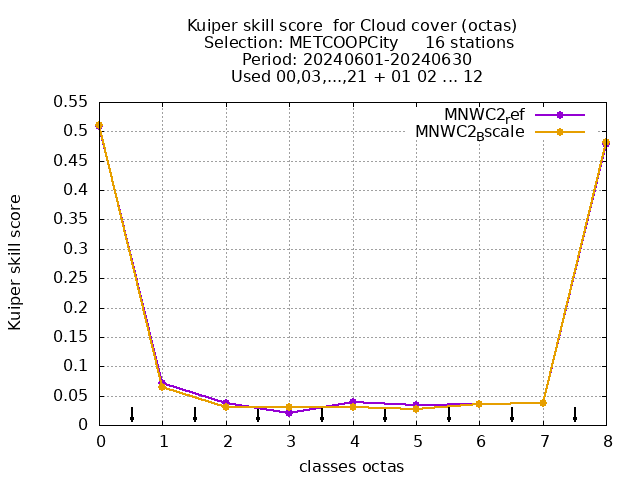 Kuiper skill score  for Cloud cover (octas)
Selection: METCOOPCity     16 stations
Period: 20240601-20240630
Used 00,03,...,21 + 01 02 ... 12
MNWC2ref
MNWC2Bscale
Kuiper skill score
0.55
0.5
0.45
0.4
0.35
0.3
0.25
0.2
0.15
0.1
0.05
0
0 1 2 3 4 5 6 7 8
classes octas